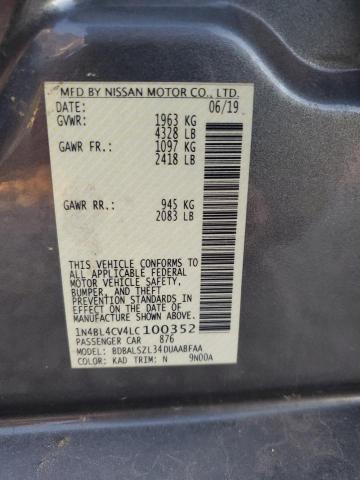 MFD BY NISSAN MOTOR CO., LTD.
DATE: 06/19
GVWR: 1963 KG
4328 LB
GAWR FR.: 1097 KG
2418 LB
GAWR RR.: 945 KG
2083 LB
THIS VEHICLE CONFORMS TO
ALL APPLICABLE FEDERAL
MOTOR VEHICLE SAFETY, BUMPER,
AND THEFT PREVENTION STANDARDS
IN EFFECT ON THE DATE OF
MANUFACTURE SHOWN ABOVE.
1N4BL4CV4LC100352
PASSENGER CAR 876
MODEL: BDBALSZL34DUAABFAA
COLOR: KAD TRIM: N 9N00A